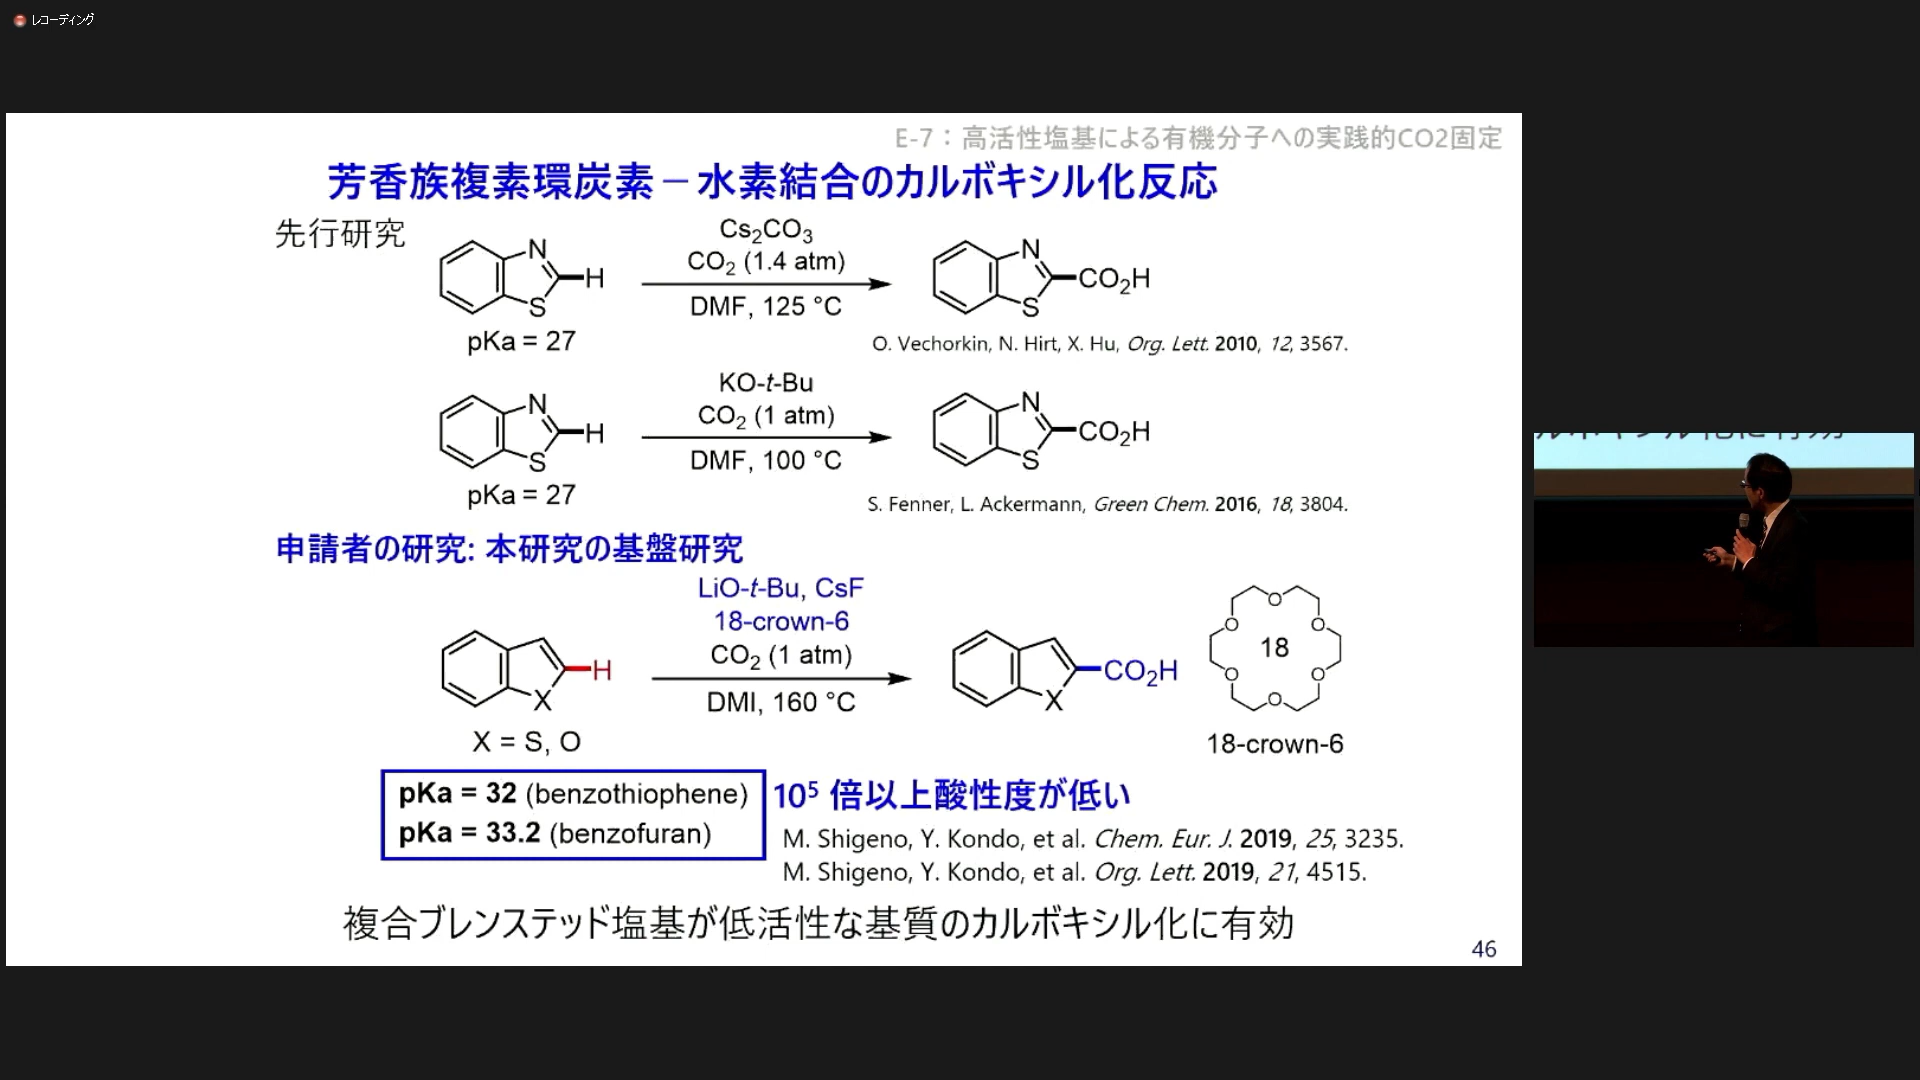 レコーディング
E-7：高活性塩基による有機分子への実践的CO2固定
芳香族複素環炭素－水素結合のカルボキシル化反応
先行研究
Cs2CO3
CO2 (1.4 atm)
DMF, 125 °C
N
S
H
pKa = 27
N
S
CO2H
O. Vechorkin, N. Hirt, X. Hu, Org. Lett. 2010, 12, 3567.
KO-t-Bu
CO2 (1 atm)
DMF, 100 °C
N
S
H
pKa = 27
N
S
CO2H
S. Fenner, L. Ackermann, Green Chem. 2016, 18, 3804.
申請者の研究: 本研究の基盤研究
LiO-t-Bu, CsF
18-crown-6
CO2 (1 atm)
DMI, 160 °C
H
X
X = S, O
CO2H
X
O
O
O
18
O
O
O
18-crown-6
pKa = 32 (benzothiophene)
pKa = 33.2 (benzofuran)
10⁵ 倍以上酸性度が低い
M. Shigeno, Y. Kondo, et al. Chem. Eur. J. 2019, 25, 3235.
M. Shigeno, Y. Kondo, et al. Org. Lett. 2019, 21, 4515.
複合ブレンステッド塩基が低活性な基質のカルボキシル化に有効
46